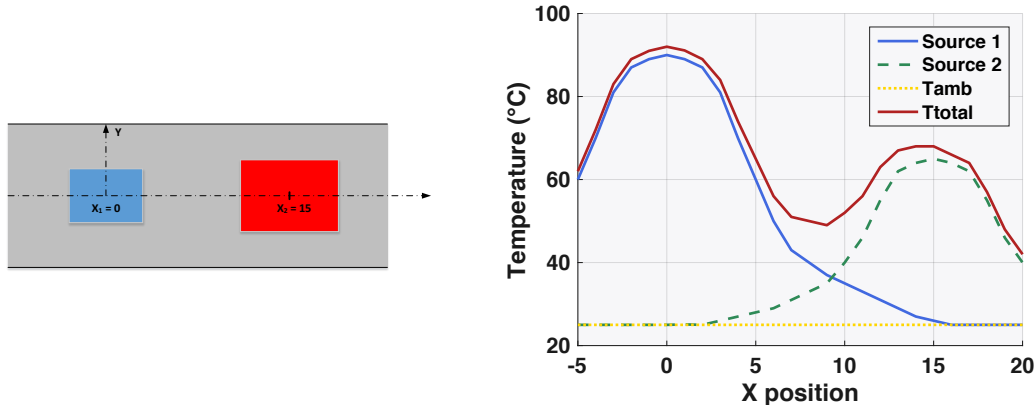 Y
X₁ = 0
X₂ = 15
100
80
60
40
20
-5
0
5
10
15
20
Temperature (°C)
X position
Source 1
Source 2
Tamb
Ttotal